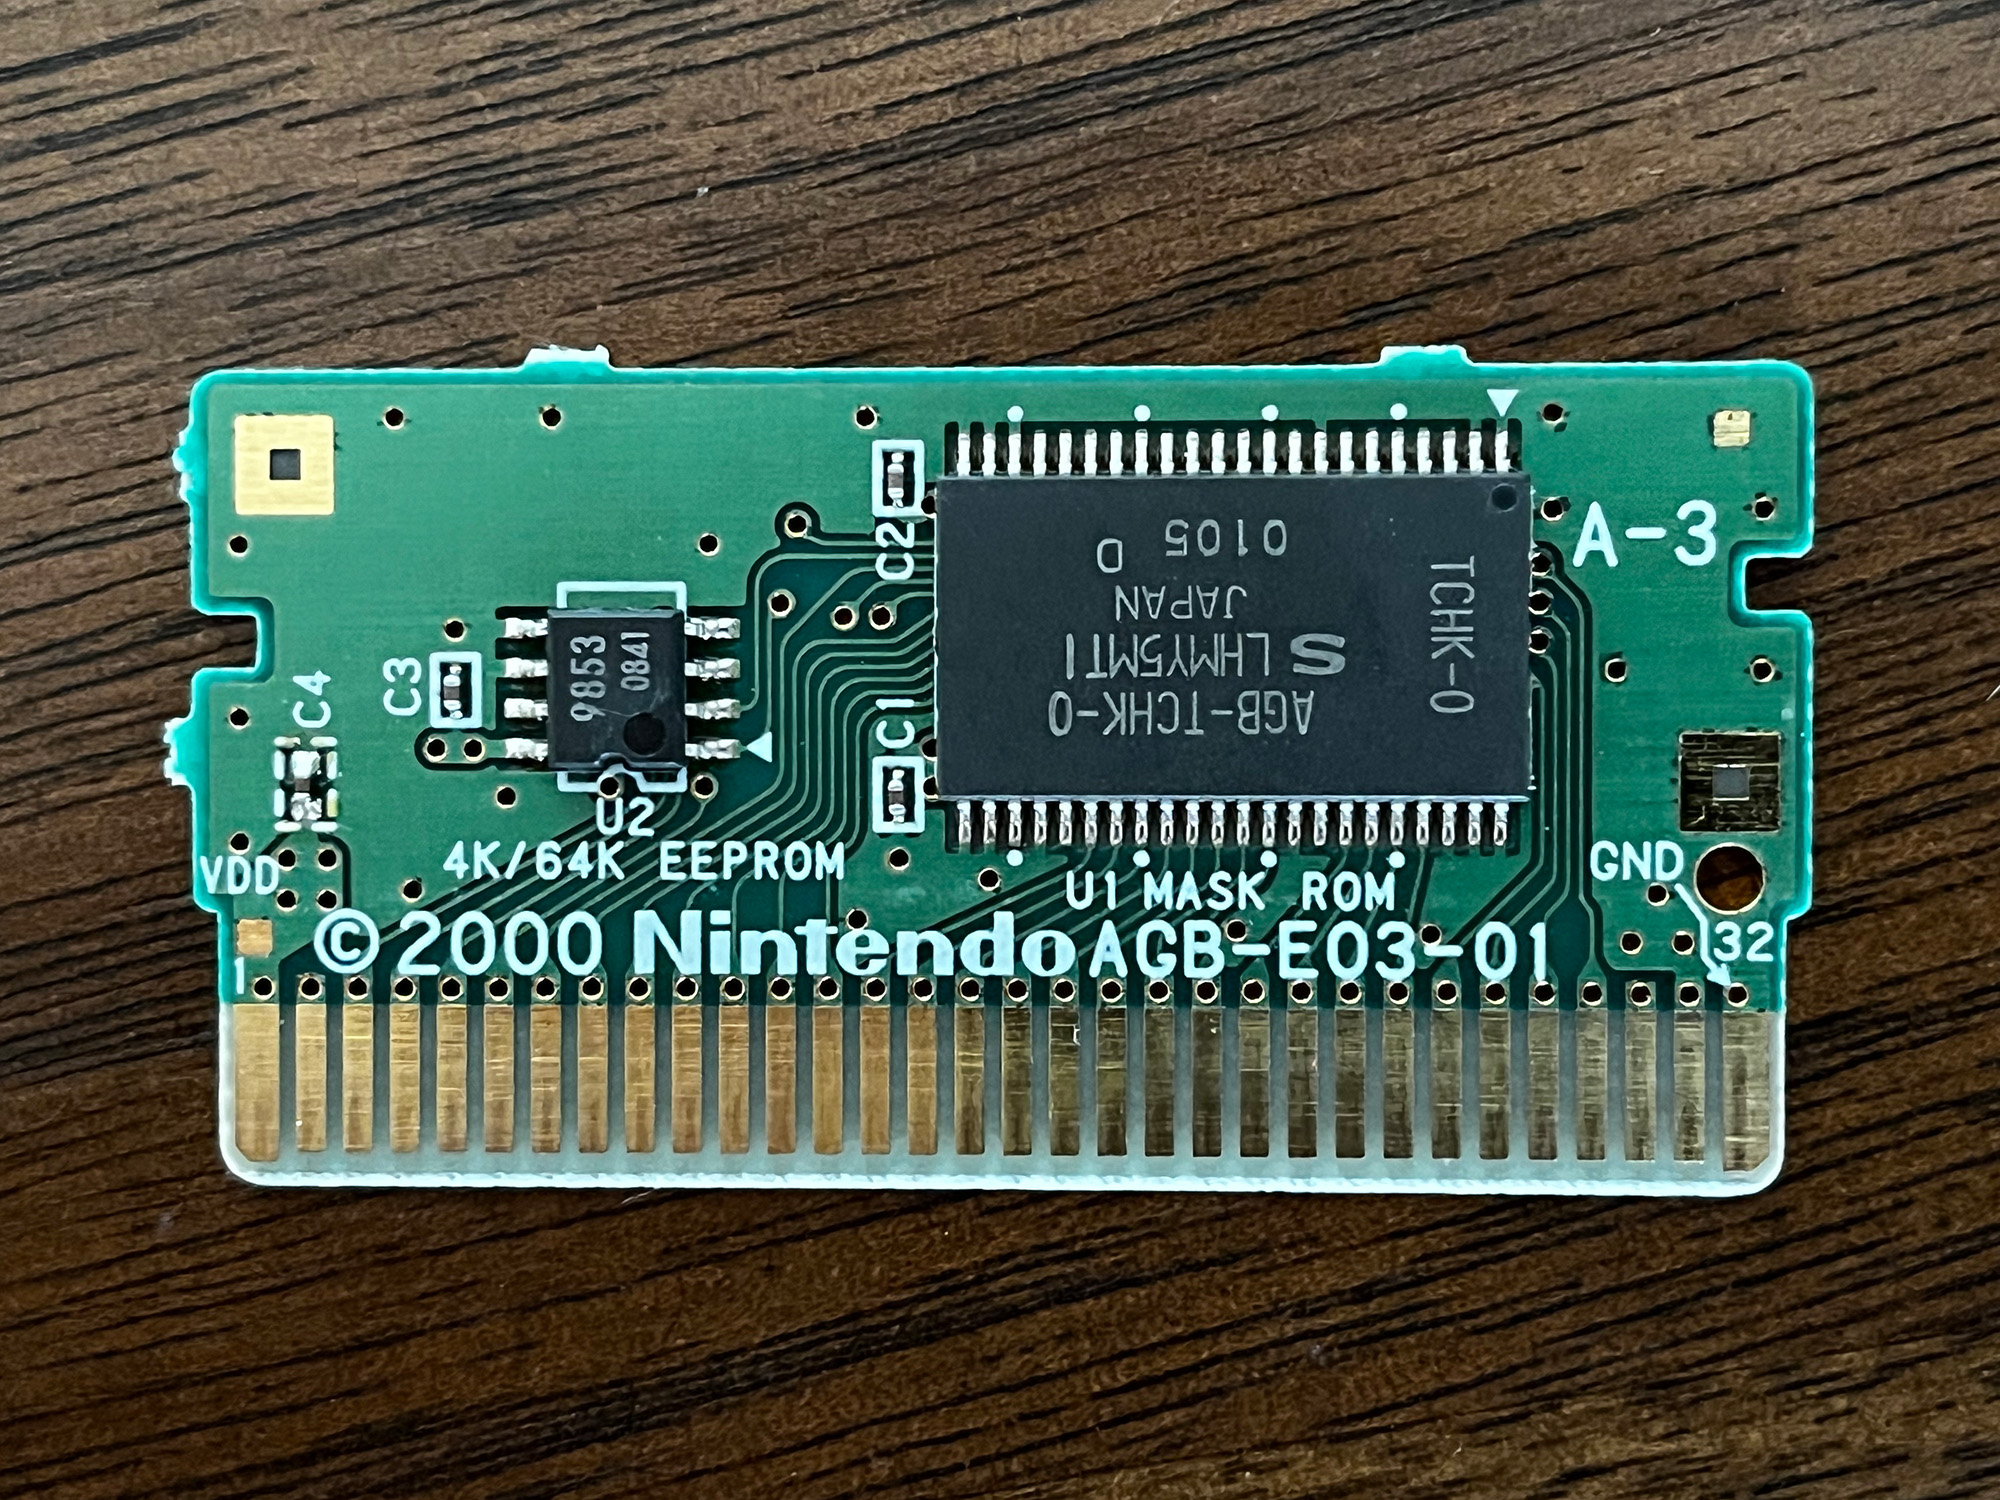 A-3
C2
C1
C3
C4
TCHK-0
AGB-TCHK-0
S LHMY5MT1
JAPAN
0105 D
9853
0841
U2
4K/64K EEPROM
U1 MASK ROM
VDD
GND
©2000 Nintendo AGB-E03-01
1
32